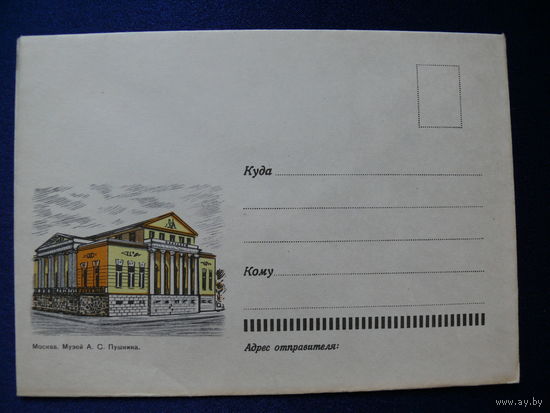 Куда
Кому
Москва. Музей А. С. Пушкина.
Адрес отправителя:
www.ay.by